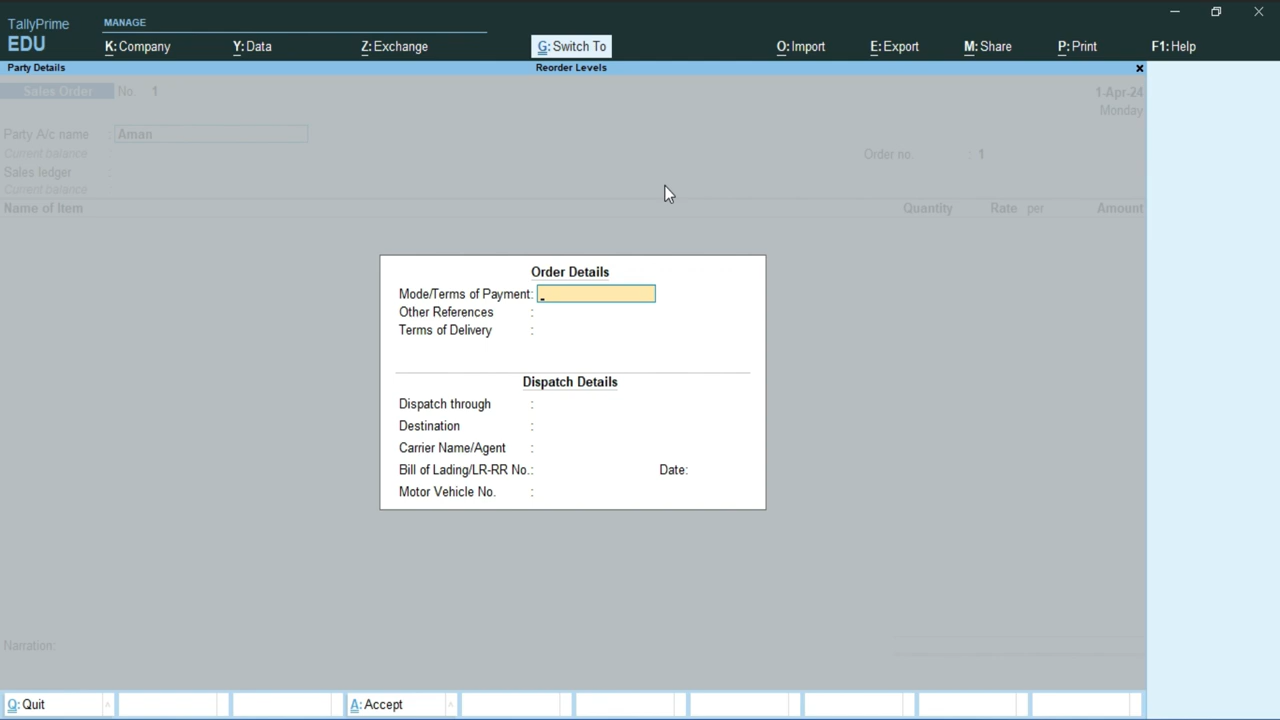 TallyPrime
EDU
MANAGE
K: Company
Y: Data
Z: Exchange
G: Switch To
O: Import
E: Export
M: Share
P: Print
F1: Help
Party Details
Reorder Levels
×
Sales Order No. 1
1-Apr-24
Monday
Party A/c name : Aman
Current balance
Order no. : 1
Sales ledger :
Current balance
Name of Item Quantity Rate per Amount
Order Details
Mode/Terms of Payment:
Other References :
Terms of Delivery :
Dispatch Details
Dispatch through :
Destination :
Carrier Name/Agent :
Bill of Lading/LR-RR No.: Date:
Motor Vehicle No. :
Narration:
Q: Quit
A: Accept